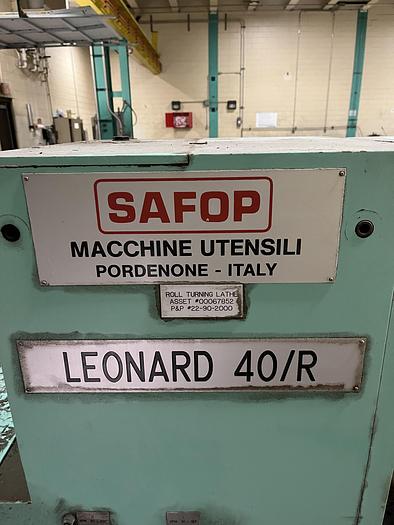 SAFOP
MACCHINE UTENSILI
PORDENONE - ITALY
ROLL TURNING LATHE
ASSET #00067852
P&P #22-90-2000
LEONARD 40/R